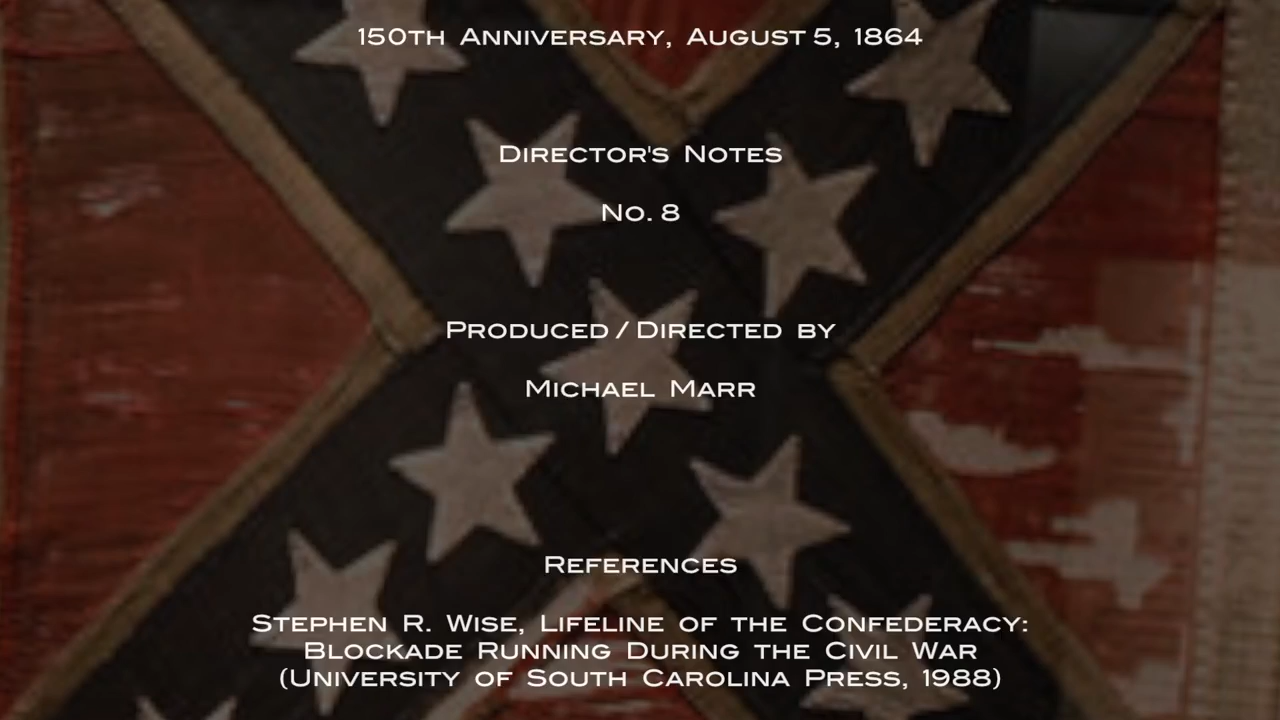 150th Anniversary, August 5, 1864
Director's Notes
No. 8
Produced / Directed by
Michael Marr
References
Stephen R. Wise, Lifeline of the Confederacy:
Blockade Running During the Civil War
(University of South Carolina Press, 1988)